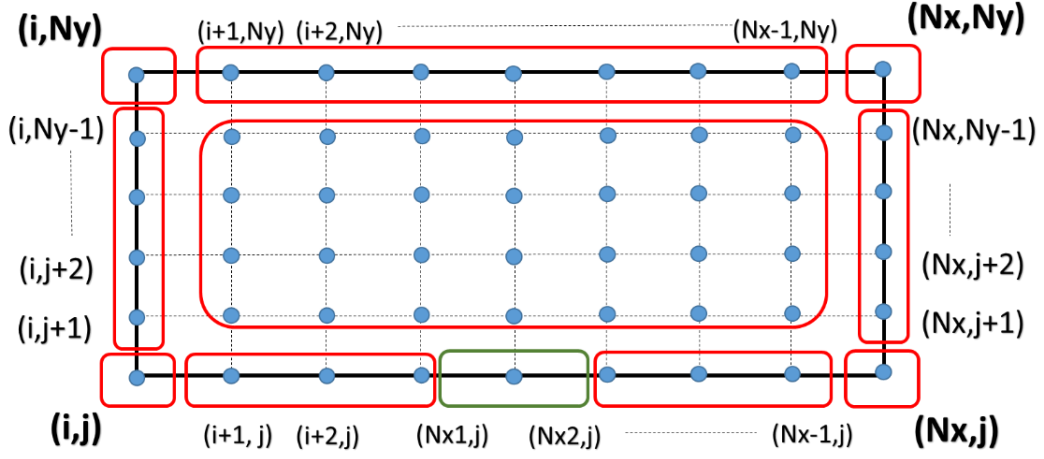 (i,Ny)
(i+1,Ny) (i+2,Ny)
(Nx-1,Ny)
(Nx,Ny)
(i,Ny-1)
(Nx,Ny-1)
(i,j+2)
(Nx,j+2)
(i,j+1)
(Nx,j+1)
(i,j)
(i+1, j) (i+2,j)
(Nx1,j)
(Nx2,j)
(Nx-1,j)
(Nx,j)